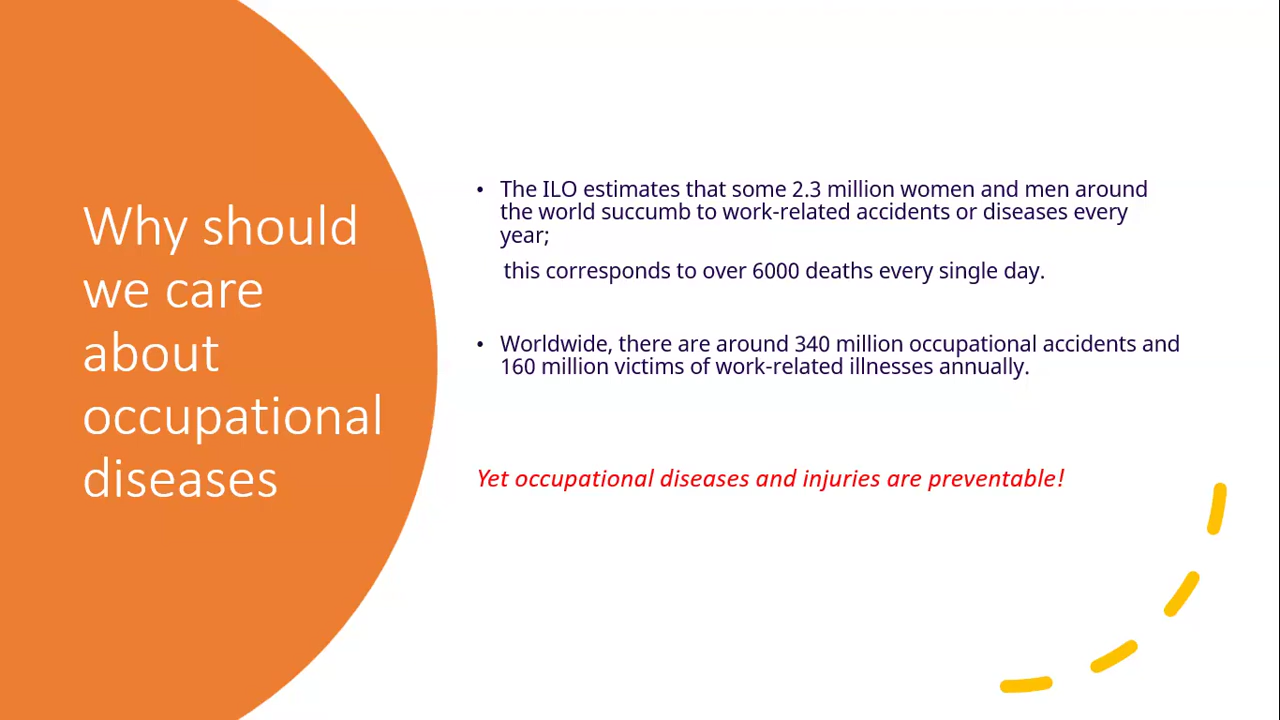 Why should
we care
about
occupational
diseases
• The ILO estimates that some 2.3 million women and men around
the world succumb to work-related accidents or diseases every
year;
this corresponds to over 6000 deaths every single day.
• Worldwide, there are around 340 million occupational accidents and
160 million victims of work-related illnesses annually.
Yet occupational diseases and injuries are preventable!